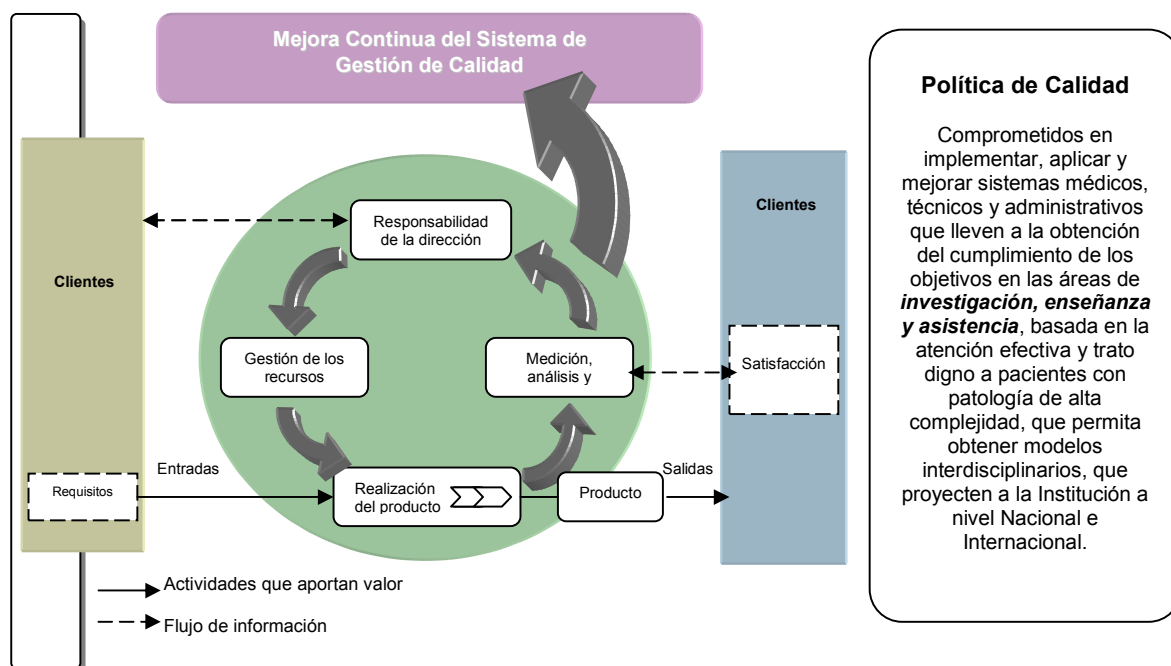 Mejora Continua del Sistema de
Gestión de Calidad
Clientes
Requisitos
Entradas
Responsabilidad
de la dirección
Gestión de los
recursos
Medición,
análisis y
Realización
del producto
Producto
Salidas
Clientes
Satisfacción
Actividades que aportan valor
Flujo de información
Política de Calidad
Comprometidos en
implementar, aplicar y
mejorar sistemas médicos,
técnicos y administrativos
que lleven a la obtención
del cumplimiento de los
objetivos en las áreas de
investigación, enseñanza
y asistencia, basada en la
atención efectiva y trato
digno a pacientes con
patología de alta
complejidad, que permita
obtener modelos
interdisciplinarios, que
proyecten a la Institución a
nivel Nacional e
Internacional.